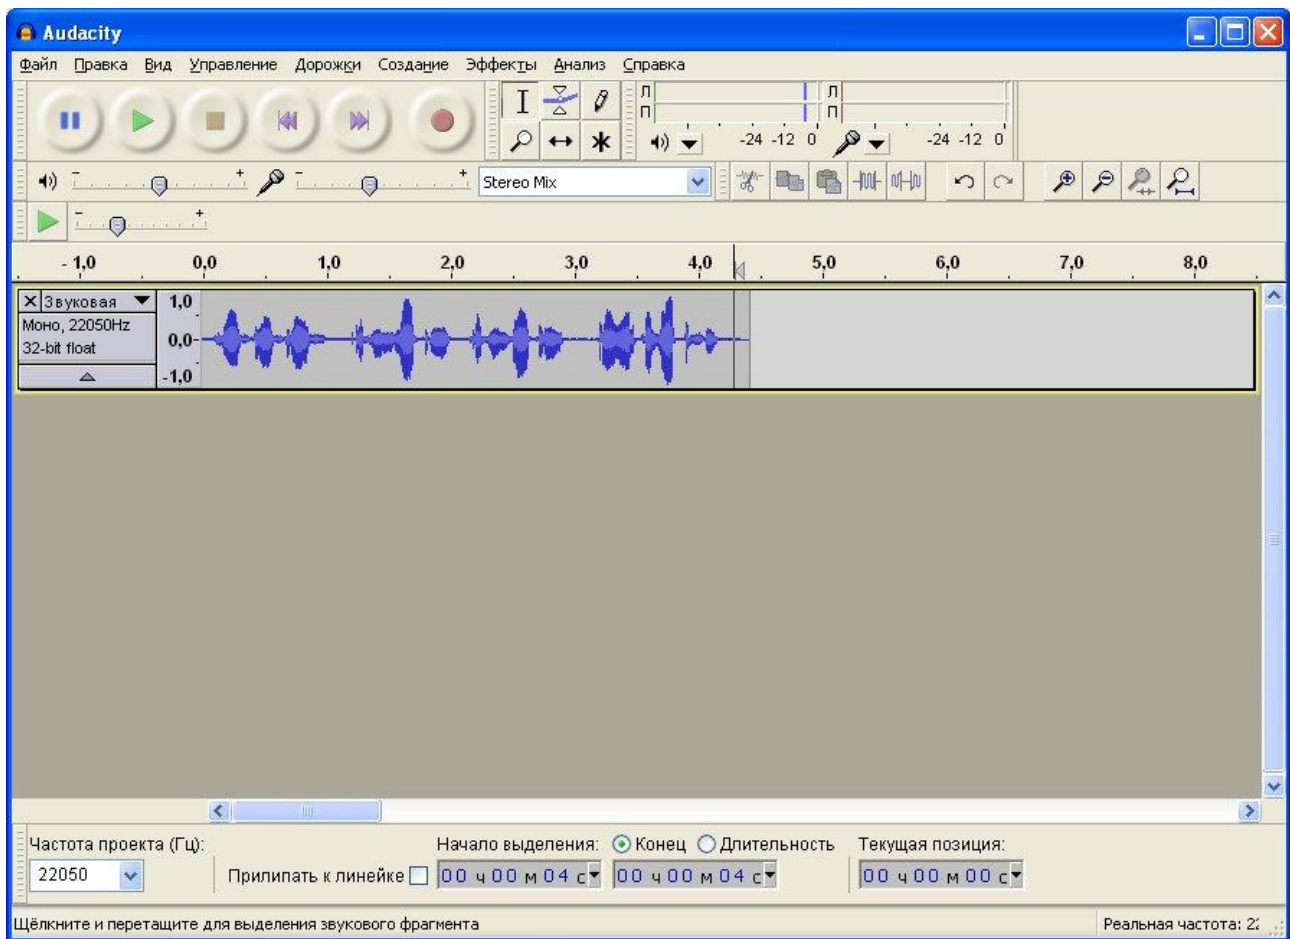 Audacity
Файл Правка Вид Управление Дорожки Создание Эффекты Анализ Справка
Л
П
-24 -12 0
Л
П
-24 -12 0
- + - + Stereo Mix
- +
- 1,0 0,0 1,0 2,0 3,0 4,0 5,0 6,0 7,0 8,0
X Звуковая 1,0
Моно, 22050Hz
32-bit float 0,0
-1,0
Частота проекта (Гц): Начало выделения: Конец Длительность Текущая позиция:
22050 Прилипать к линейке 00 ч 00 м 04 с 00 ч 00 м 04 с 00 ч 00 м 00 с
Щёлкните и перетащите для выделения звукового фрагмента Реальная частота: